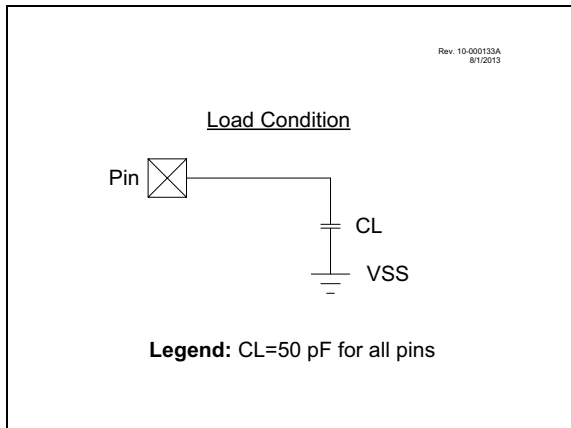 Rev. 10-000133A
8/1/2013
Load Condition
Pin
CL
VSS
Legend: CL=50 pF for all pins